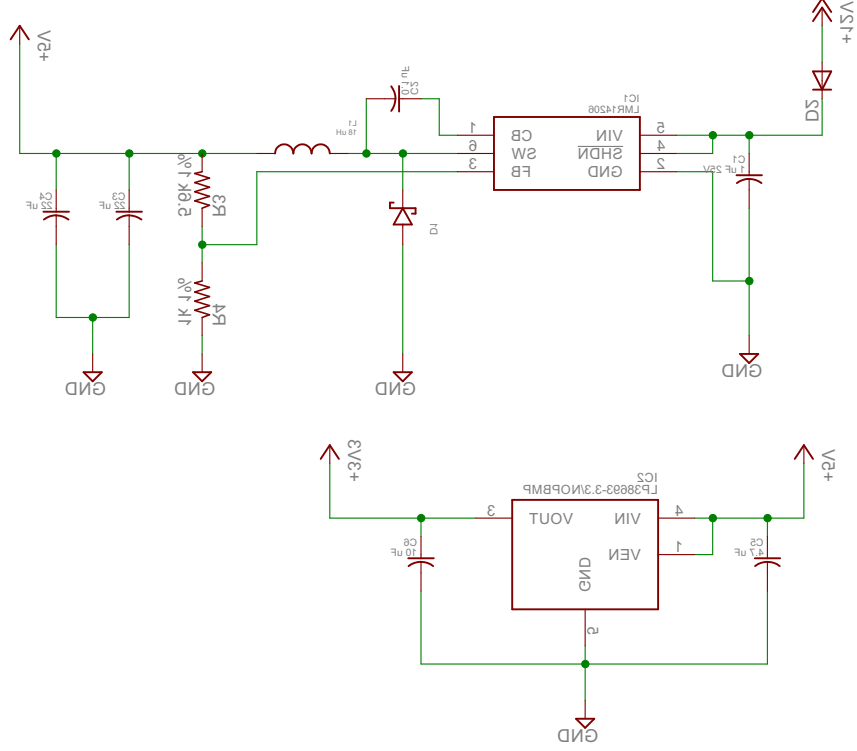 +12V
+5V
C2
0.1 uF
IC1
LMR14206
D2
L1
18 uH
1
CB
VIN
5
6
SW
SHDN
4
3
FB
GND
2
C1
1 uF 25V
C4
22 uF
C3
22 uF
5.6k 1%
R3
D1
1k 1%
R4
GND
GND
GND
GND
+3V3
+5V
IC2
LP38693-3.3/NOPBMP
3
VOUT
VIN
4
C6
10 uF
VEN
1
C5
4.7 uF
GND
5
GND